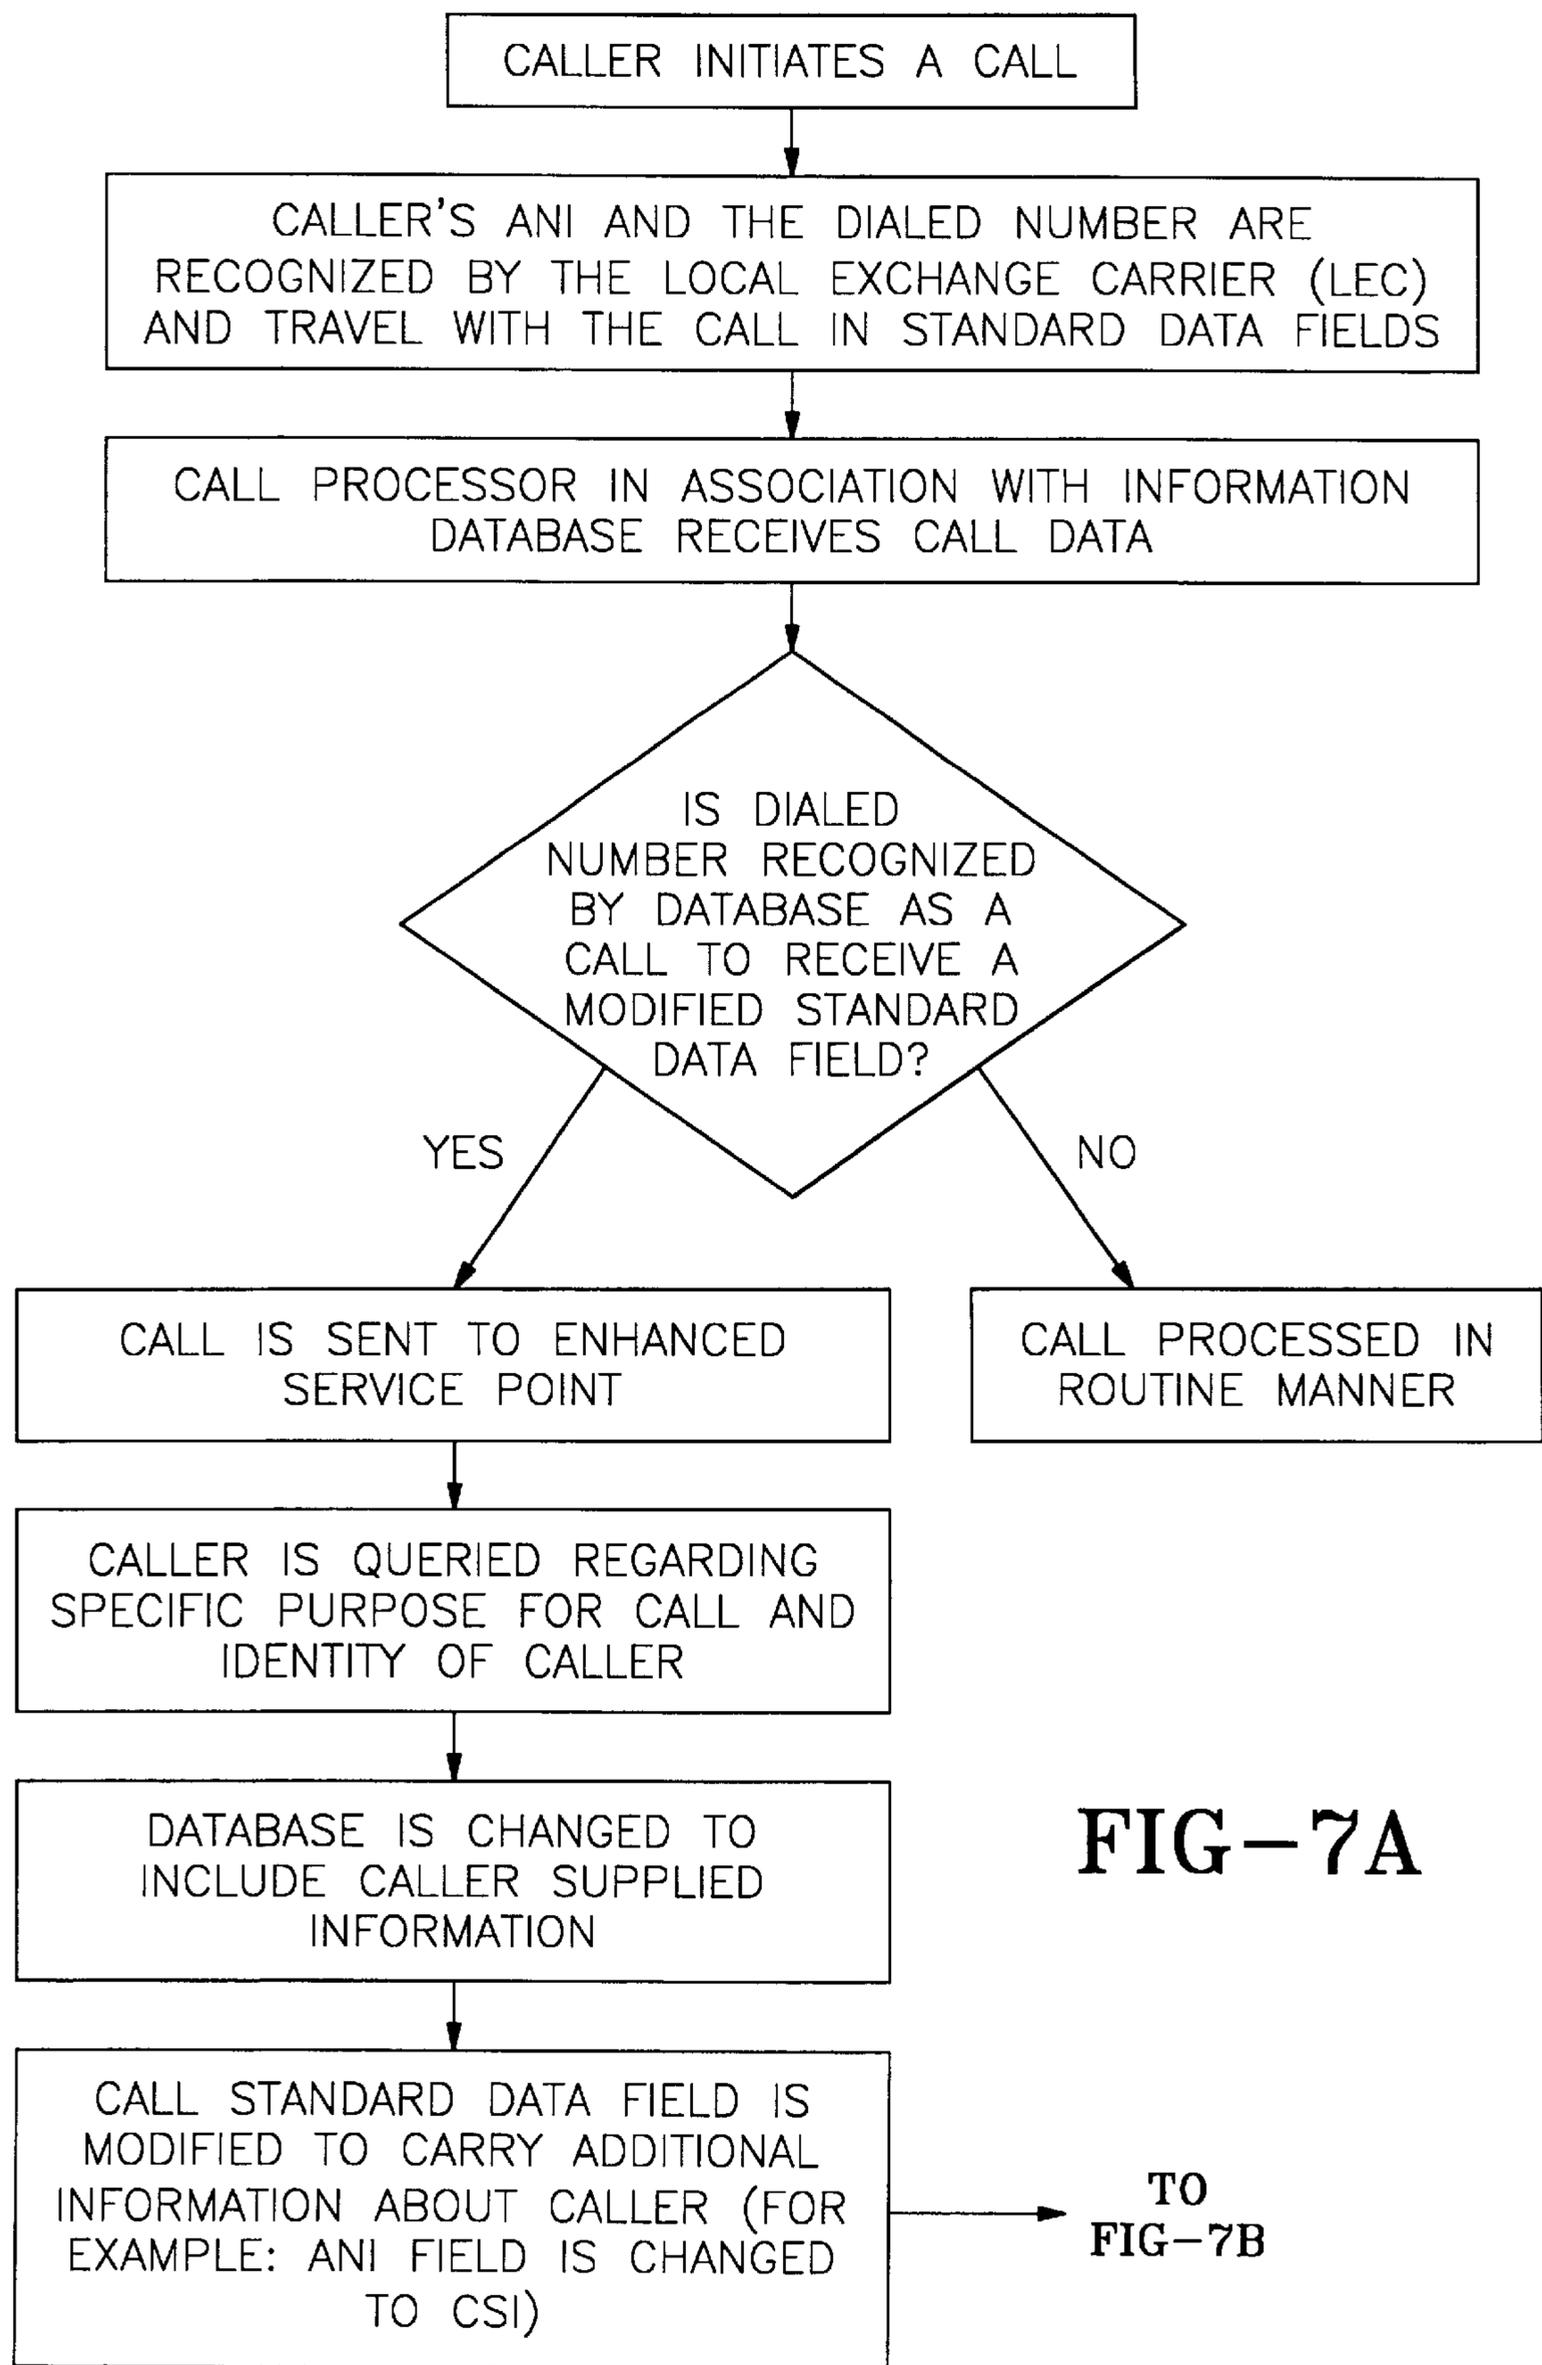 CALLER INITIATES A CALL
CALLER'S ANI AND THE DIALED NUMBER ARE
RECOGNIZED BY THE LOCAL EXCHANGE CARRIER (LEC)
AND TRAVEL WITH THE CALL IN STANDARD DATA FIELDS
CALL PROCESSOR IN ASSOCIATION WITH INFORMATION
DATABASE RECEIVES CALL DATA
IS DIALED
NUMBER RECOGNIZED
BY DATABASE AS A
CALL TO RECEIVE A
MODIFIED STANDARD
DATA FIELD?
YES
NO
CALL IS SENT TO ENHANCED
SERVICE POINT
CALL PROCESSED IN
ROUTINE MANNER
CALLER IS QUERIED REGARDING
SPECIFIC PURPOSE FOR CALL AND
IDENTITY OF CALLER
DATABASE IS CHANGED TO
INCLUDE CALLER SUPPLIED
INFORMATION
FIG-7A
CALL STANDARD DATA FIELD IS
MODIFIED TO CARRY ADDITIONAL
INFORMATION ABOUT CALLER (FOR
EXAMPLE: ANI FIELD IS CHANGED
TO CSI)
TO
FIG-7B